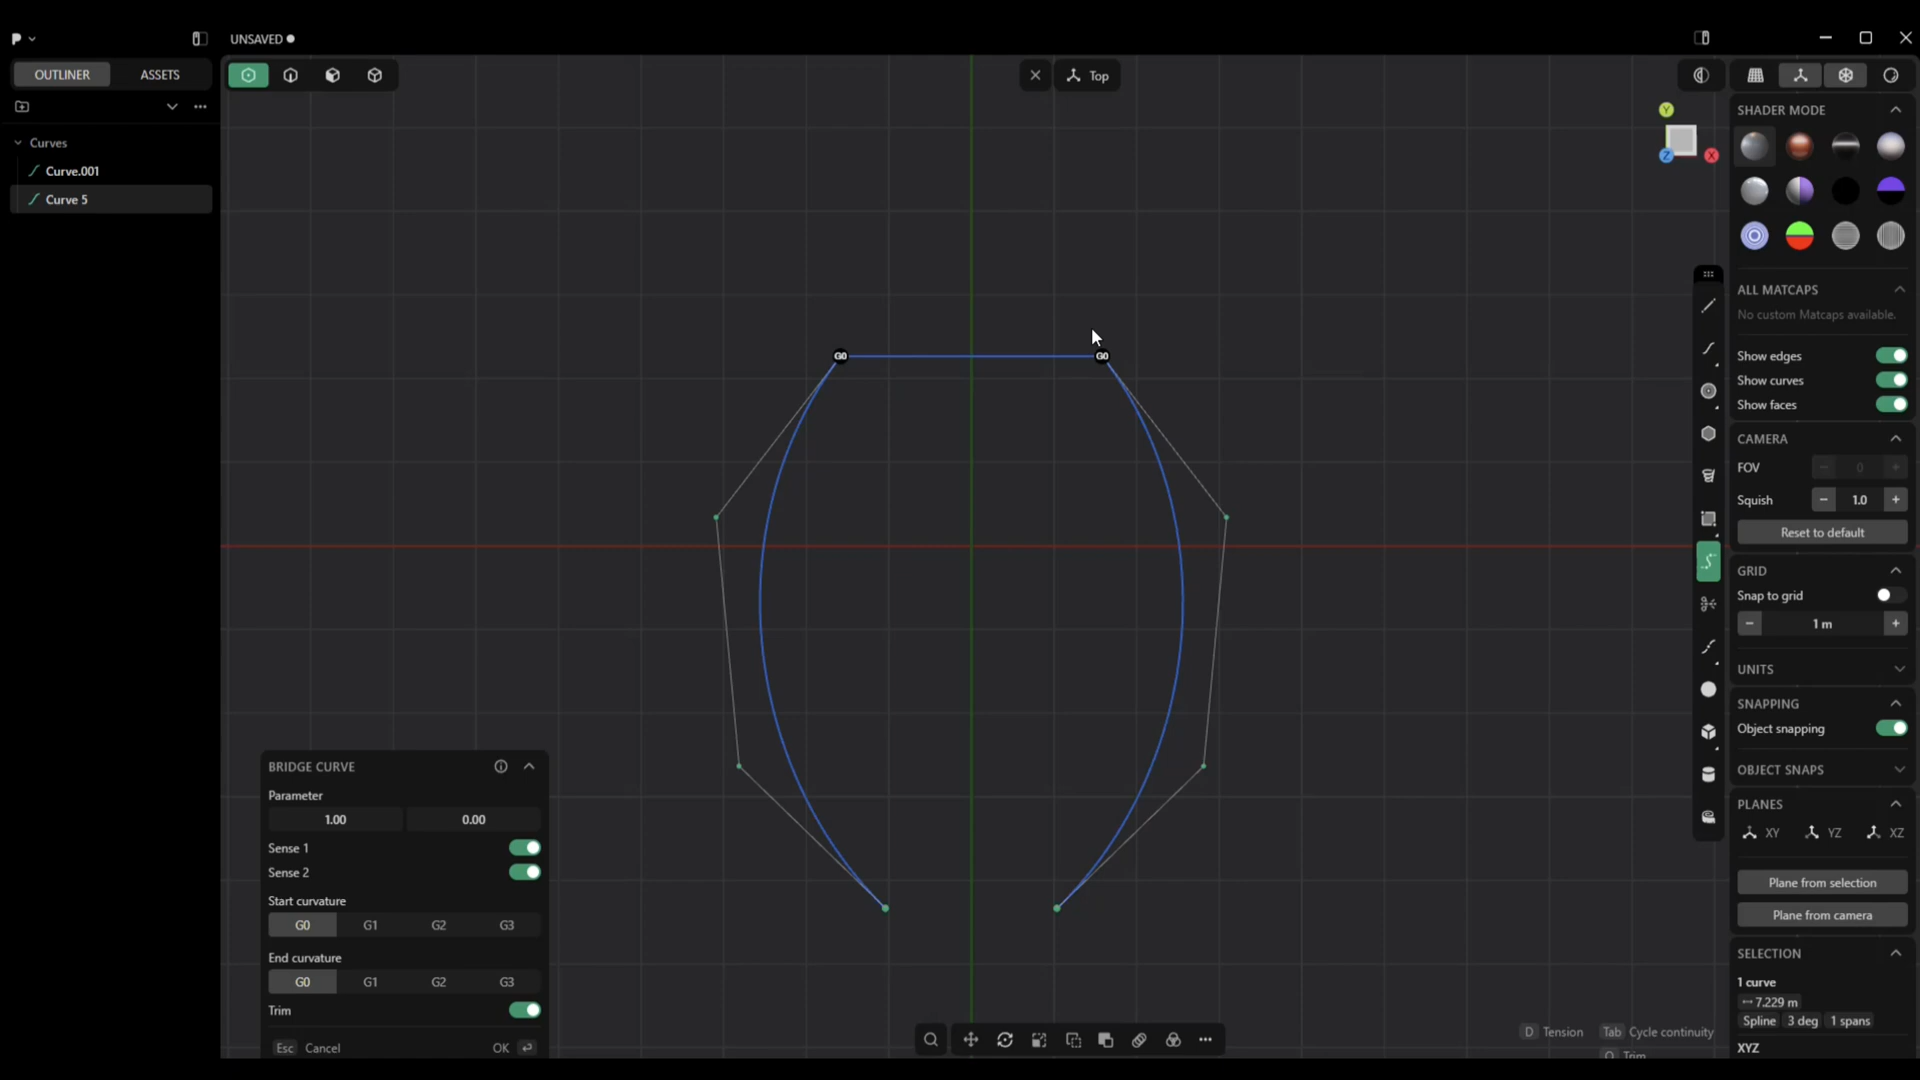 UNSAVED
OUTLINER
ASSETS
Top
Curves
Curve.001
Curve 5
Y
Z
X
G0
G0
BRIDGE CURVE
Parameter
1.00
0.00
Sense 1
Sense 2
Start curvature
G0 G1 G2 G3
End curvature
G0 G1 G2 G3
Trim
Esc Cancel
OK
D Tension
Tab Cycle continuity
Q Trim
SHADER MODE
ALL MATCAPS
No custom Matcaps available.
Show edges
Show curves
Show faces
CAMERA
FOV − 0 +
Squish − 1.0 +
Reset to default
GRID
Snap to grid
− 1 m +
UNITS
SNAPPING
Object snapping
OBJECT SNAPS
PLANES
XY YZ XZ
Plane from selection
Plane from camera
SELECTION
1 curve
7.229 m
Spline 3 deg 1 spans
XYZ